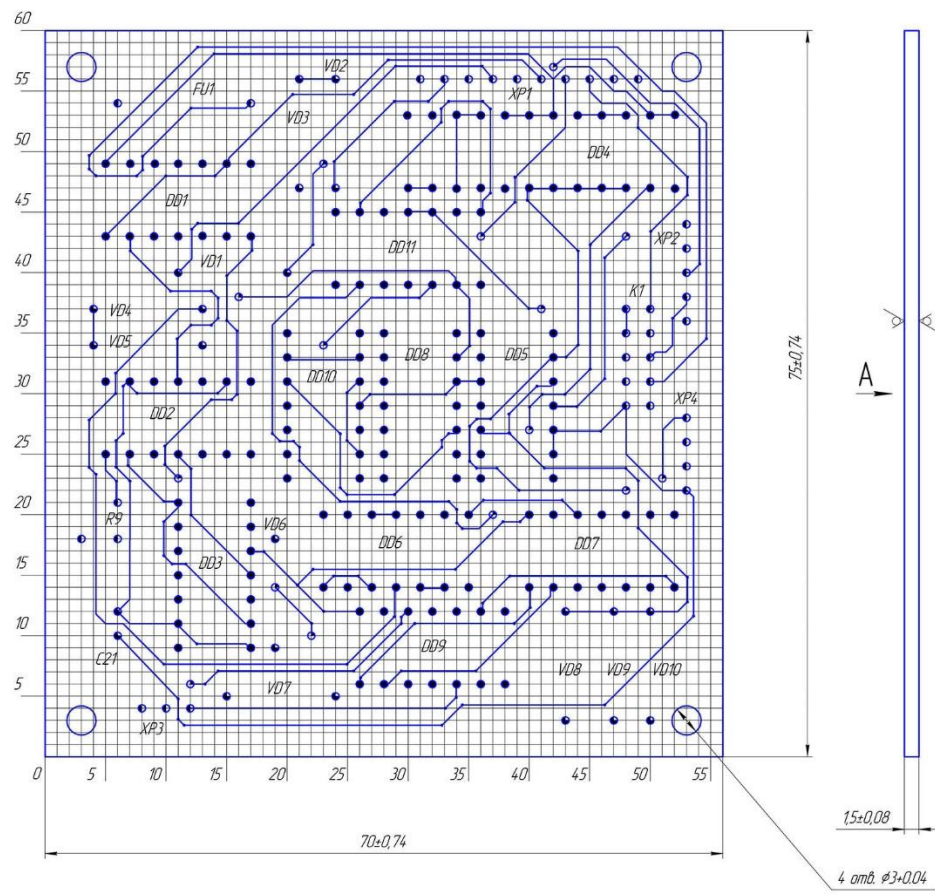 60
55
50
45
40
35
30
25
20
15
10
5
0
5
10
15
20
25
30
35
40
45
50
55
FU1
VD2
VD3
XP1
DD4
DD1
VD1
DD11
XP2
K1
VD4
VD5
DD10
DD8
DD5
DD2
XP4
R9
VD6
DD3
DD6
DD7
C21
DD9
VD7
VD8
VD9
VD10
XP3
75±0,74
А
1,5±0,08
70±0,74
4 отв. ϕ3+0.04